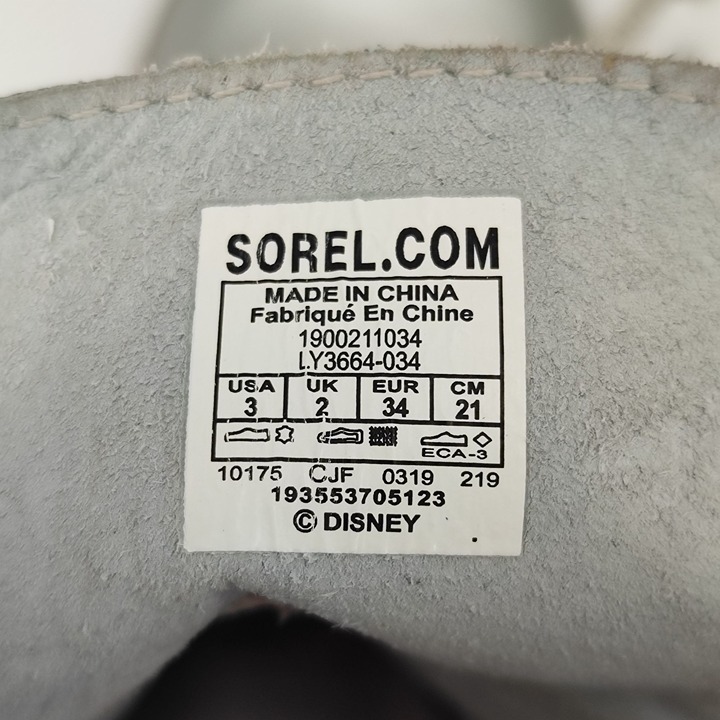 SOREL.COM
MADE IN CHINA
Fabriqué En Chine
1900211034
LY3664-034
USA UK EUR CM
3 2 34 21
ECA-3
10175 CJF 0319 219
193553705123
© DISNEY